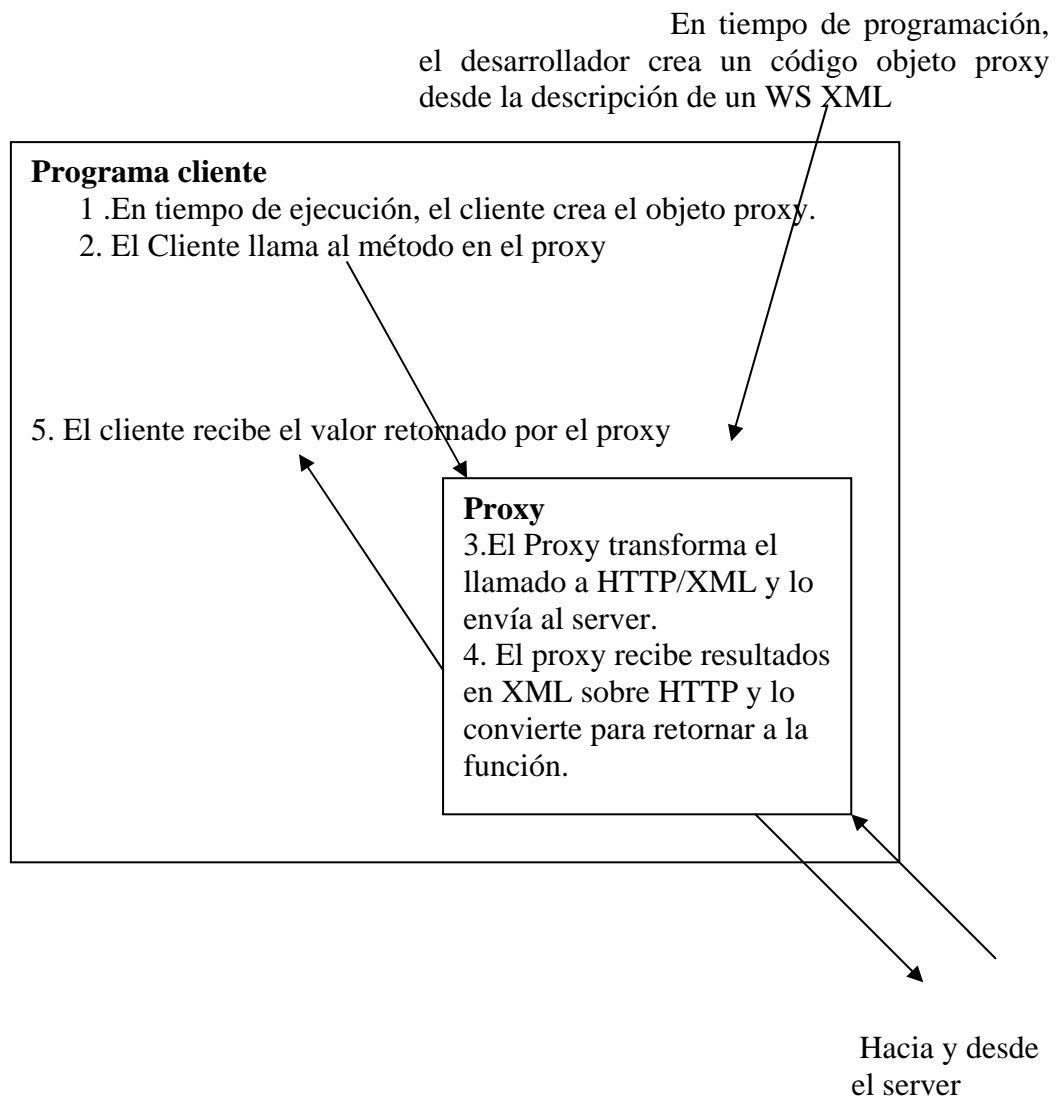 En tiempo de programación,
el desarrollador crea un código objeto proxy
desde la descripción de un WS XML
Programa cliente
1 .En tiempo de ejecución, el cliente crea el objeto proxy.
2. El Cliente llama al método en el proxy
5. El cliente recibe el valor retornado por el proxy
Proxy
3.El Proxy transforma el
llamado a HTTP/XML y lo
envía al server.
4. El proxy recibe resultados
en XML sobre HTTP y lo
convierte para retornar a la
función.
Hacia y desde
el server